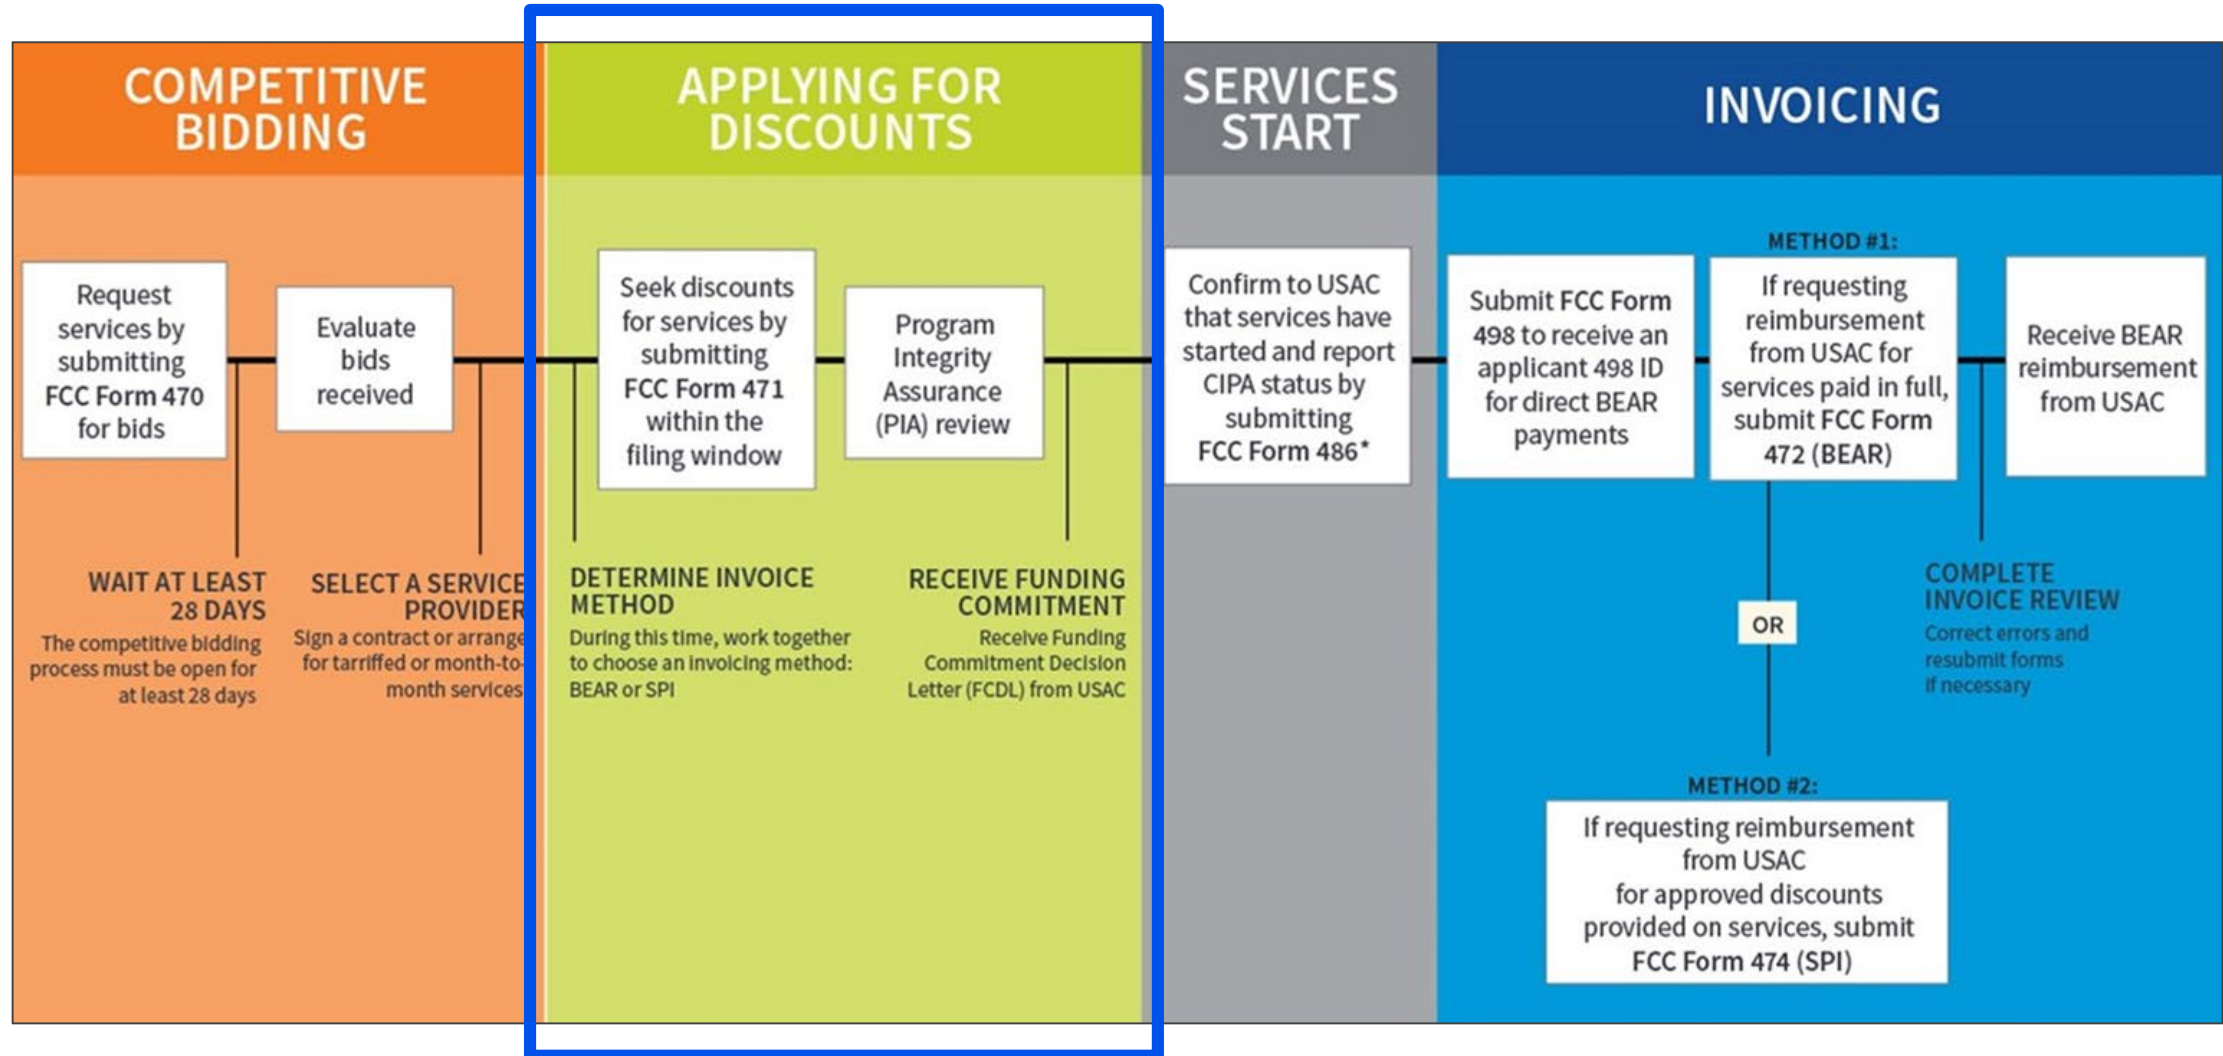 COMPETITIVE
BIDDING
Request
services by
submitting
FCC Form 470
for bids
Evaluate
bids
received
WAIT AT LEAST
28 DAYS
The competitive bidding
process must be open for
at least 28 days
SELECT A SERVICE
PROVIDER
Sign a contract or arrange
for tarriffed or month-to-
month services
APPLYING FOR
DISCOUNTS
Seek discounts
for services by
submitting
FCC Form 471
within the
filing window
Program
Integrity
Assurance
(PIA) review
DETERMINE INVOICE
METHOD
During this time, work together
to choose an invoicing method:
BEAR or SPI
RECEIVE FUNDING
COMMITMENT
Receive Funding
Commitment Decision
Letter (FCDL) from USAC
SERVICES
START
Confirm to USAC
that services have
started and report
CIPA status by
submitting
FCC Form 486*
INVOICING
Submit FCC Form
498 to receive an
applicant 498 ID
for direct BEAR
payments
METHOD #1:
If requesting
reimbursement
from USAC for
services paid in full,
submit FCC Form
472 (BEAR)
Receive BEAR
reimbursement
from USAC
COMPLETE
INVOICE REVIEW
Correct errors and
resubmit forms
if necessary
OR
METHOD #2:
If requesting reimbursement
from USAC
for approved discounts
provided on services, submit
FCC Form 474 (SPI)